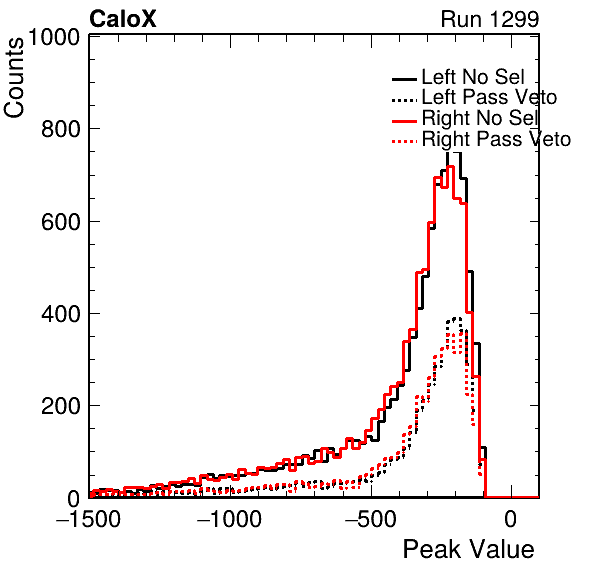 CaloX Run 1299
Counts
1000
800
600
400
200
0
Left No Sel
Left Pass Veto
Right No Sel
Right Pass Veto
−1500 −1000 −500 0
Peak Value